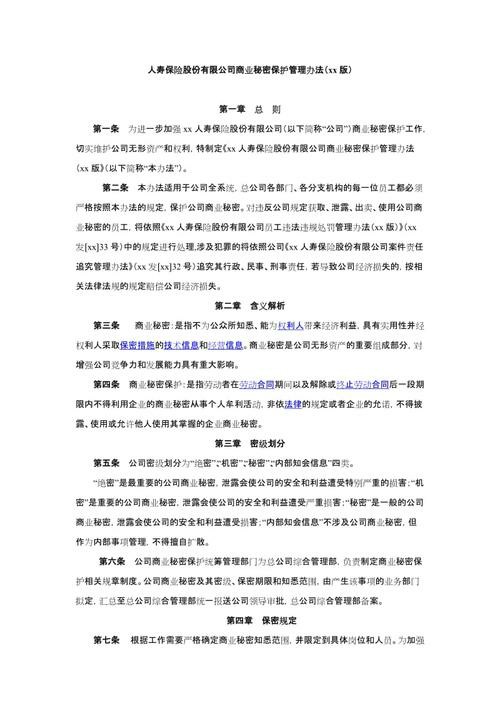 人寿保险股份有限公司商业秘密保护管理办法（xx 版）
第一章 总 则
第一条 为进一步加强 xx 人寿保险股份有限公司（以下简称“公司”）商业秘密保护工作，
切实维护公司无形资产和权利，特制定《xx 人寿保险股份有限公司商业秘密保护管理办法
（xx 版）》（以下简称“本办法”）。
第二条 本办法适用于公司全系统，总公司各部门、各分支机构的每一位员工都必须
严格按照本办法的规定，保护公司商业秘密。对违反公司规定获取、泄露、出卖、使用公司商
业秘密的员工，将依照《xx 人寿保险股份有限公司员工违法违规处罚管理办法（xx 版）》（xx
发[xx]33 号）中的规定进行处理，涉及犯罪的将依照公司《xx 人寿保险股份有限公司案件责任
追究管理办法》（xx 发[xx]32 号）追究其行政、民事、刑事责任，若导致公司经济损失的，按相
关法律法规的规定赔偿公司经济损失。
第二章 含义解析
第三条 商业秘密：是指不为公众所知悉、能为权利人带来经济利益，具有实用性并经
权利人采取保密措施的技术信息和经营信息。商业秘密是公司无形资产的重要组成部分，对
增强公司竞争力和发展能力具有重大影响。
第四条 商业秘密保护：是指劳动者在劳动合同期间以及解除或终止劳动合同后一段期
限内不得利用企业的商业秘密从事个人牟利活动，非依法律的规定或者企业的允诺，不得披
露、使用或允许他人使用其掌握的企业商业秘密。
第三章 密级划分
第五条 公司密级划分为“绝密”、“机密”、“秘密”、“内部知会信息”四类。
“绝密”是最重要的公司商业秘密，泄露会使公司的安全和利益遭受特别严重的损害；“机
密”是重要的公司商业秘密，泄露会使公司的安全和利益遭受严重损害；“秘密”是一般的公司
商业秘密，泄露会使公司的安全和利益遭受损害；“内部知会信息”不涉及公司商业秘密，但
作为内部事项管理，不得擅自扩散。
第六条 公司商业秘密保护统筹管理部门为总公司综合管理部，负责制定商业秘密保
护相关规章制度。公司商业秘密及其密级、保密期限和知悉范围，由产生该事项的业务部门
拟定，汇总至总公司综合管理部统一报送公司领导审批，总公司综合管理部备案。
第四章 保密规定
第七条 根据工作需要严格确定商业秘密知悉范围，并限定到具体岗位和人员。为加强